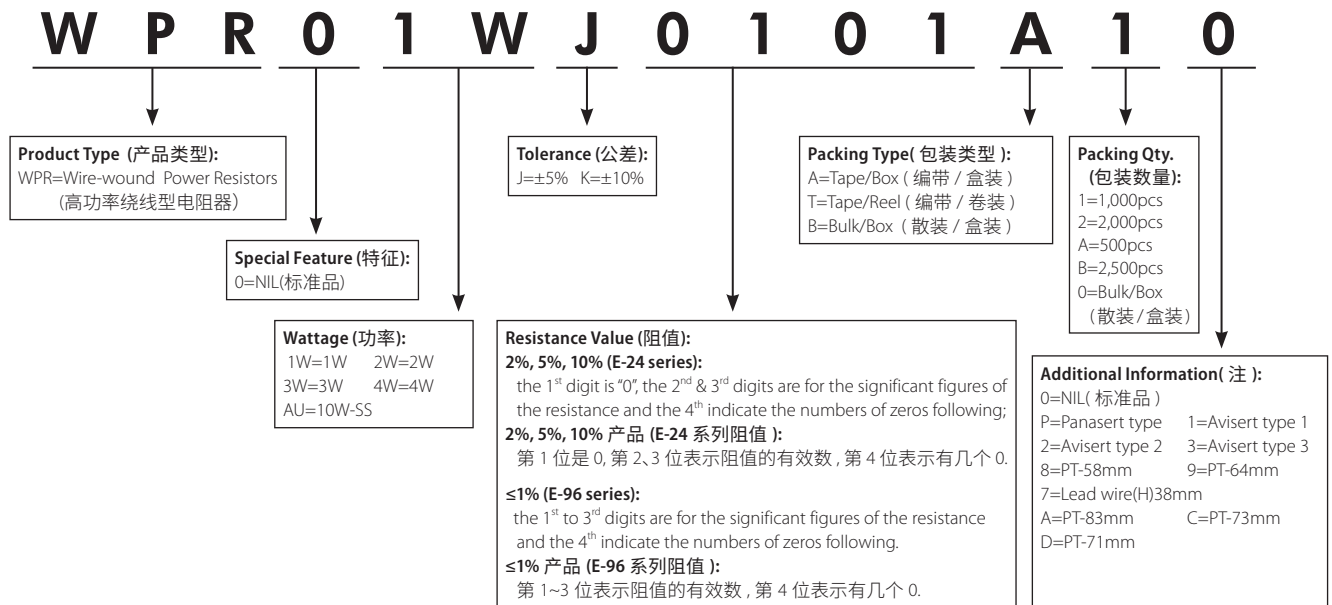 W P R 0 1 W J 0 1 0 1 A 1 0
Product Type (产品类型):
WPR=Wire-wound Power Resistors
(高功率绕线型电阻器)
Special Feature (特征):
0=NIL(标准品)
Wattage (功率):
1W=1W 2W=2W
3W=3W 4W=4W
AU=10W-SS
Tolerance (公差):
J=±5% K=±10%
Resistance Value (阻值):
2%, 5%, 10% (E-24 series):
the 1st digit is “0”, the 2nd & 3rd digits are for the significant figures of
the resistance and the 4th indicate the numbers of zeros following;
2%, 5%, 10% 产品 (E-24 系列阻值 ):
第 1 位是 0, 第 2、3 位表示阻值的有效数 , 第 4 位表示有几个 0.
≤1% (E-96 series):
the 1st to 3rd digits are for the significant figures of the resistance
and the 4th indicate the numbers of zeros following.
≤1% 产品 (E-96 系列阻值 ):
第 1~3 位表示阻值的有效数 , 第 4 位表示有几个 0.
Packing Type( 包装类型 ):
A=Tape/Box ( 编带 / 盒装 )
T=Tape/Reel ( 编带 / 卷装 )
B=Bulk/Box ( 散装 / 盒装 )
Packing Qty.
(包装数量):
1=1,000pcs
2=2,000pcs
A=500pcs
B=2,500pcs
0=Bulk/Box
(散装/盒装)
Additional Information( 注 ):
0=NIL( 标准品 )
P=Panasert type 1=Avisert type 1
2=Avisert type 2 3=Avisert type 3
8=PT-58mm 9=PT-64mm
7=Lead wire(H)38mm
A=PT-83mm C=PT-73mm
D=PT-71mm